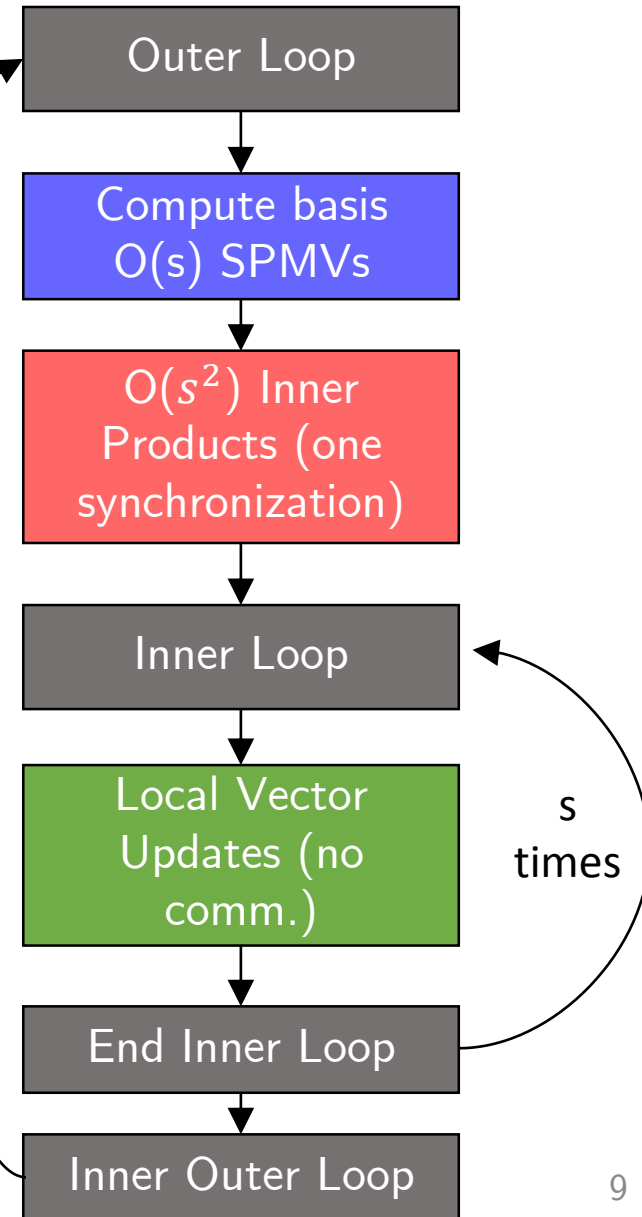 Outer Loop
Compute basis
O(s) SPMVs
O(s²) Inner
Products (one
synchronization)
Inner Loop
Local Vector
Updates (no
comm.)
s
times
End Inner Loop
Inner Outer Loop
9